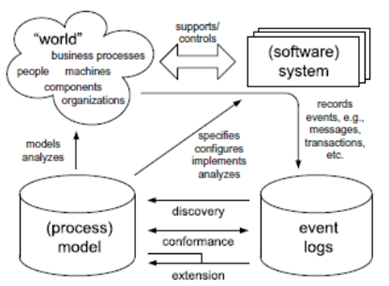 "world"
business processes
people machines
components
organizations
supports/
controls
(software)
system
models
analyzes
specifies
configures
implements
analyzes
records
events, e.g.,
messages,
transactions,
etc.
(process)
model
discovery
conformance
extension
event
logs